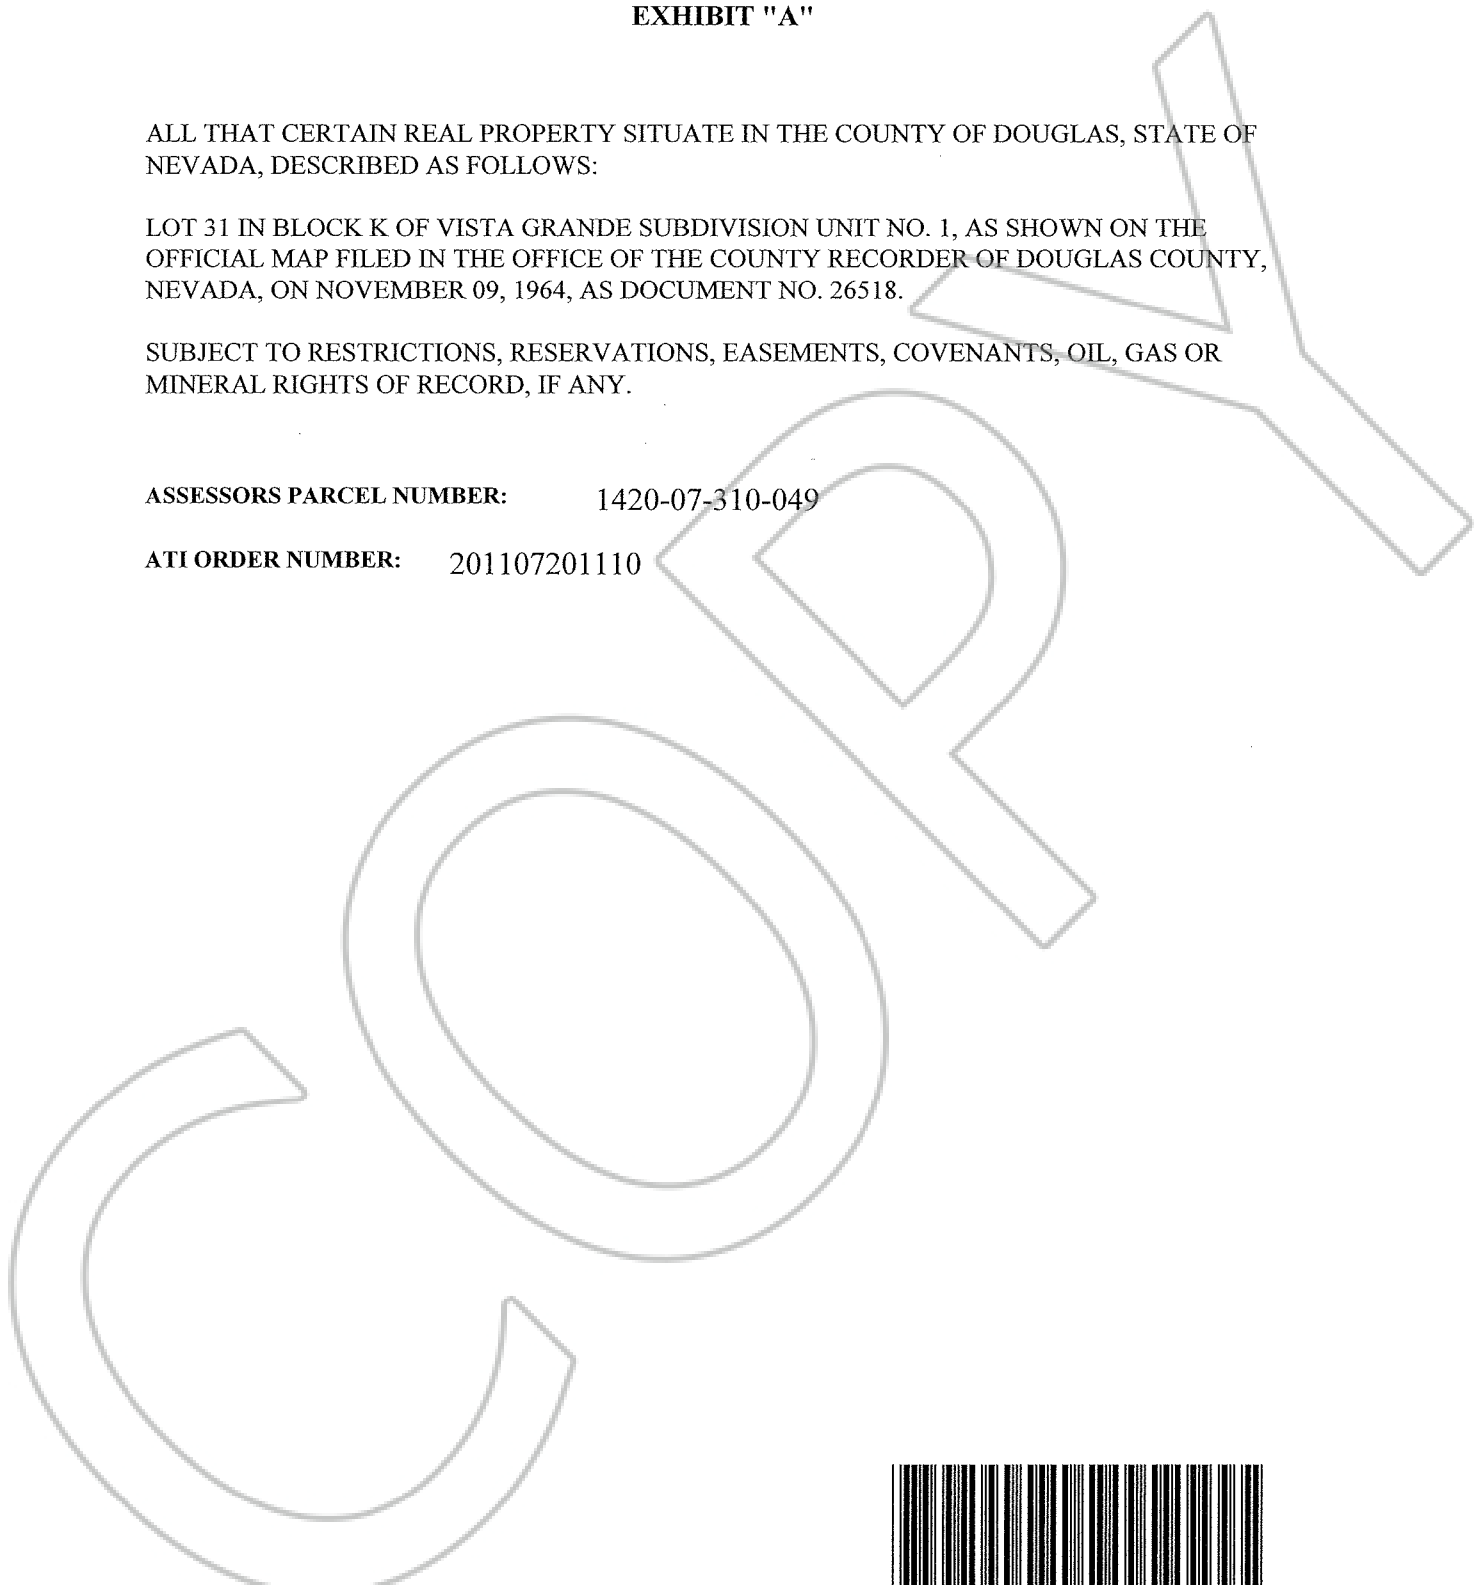 EXHIBIT "A"
ALL THAT CERTAIN REAL PROPERTY SITUATE IN THE COUNTY OF DOUGLAS, STATE OF
NEVADA, DESCRIBED AS FOLLOWS:
LOT 31 IN BLOCK K OF VISTA GRANDE SUBDIVISION UNIT NO. 1, AS SHOWN ON THE
OFFICIAL MAP FILED IN THE OFFICE OF THE COUNTY RECORDER OF DOUGLAS COUNTY,
NEVADA, ON NOVEMBER 09, 1964, AS DOCUMENT NO. 26518.
SUBJECT TO RESTRICTIONS, RESERVATIONS, EASEMENTS, COVENANTS, OIL, GAS OR
MINERAL RIGHTS OF RECORD, IF ANY.
ASSESSORS PARCEL NUMBER: 1420-07-310-049
ATI ORDER NUMBER: 201107201110
COPY